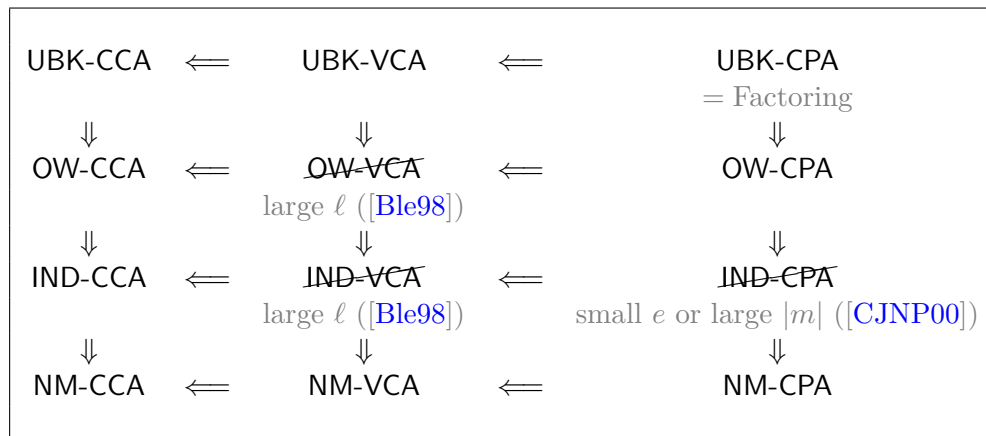 UBK-CCA ⟸ UBK-VCA ⟸ UBK-CPA
= Factoring
⇓ ⇓ ⇓
OW-CCA ⟸ OW-VCA ⟸ OW-CPA
large ℓ ([Ble98])
⇓ ⇓ ⇓
IND-CCA ⟸ IND-VCA ⟸ IND-CPA
large ℓ ([Ble98]) small e or large |m| ([CJNP00])
⇓ ⇓ ⇓
NM-CCA ⟸ NM-VCA ⟸ NM-CPA